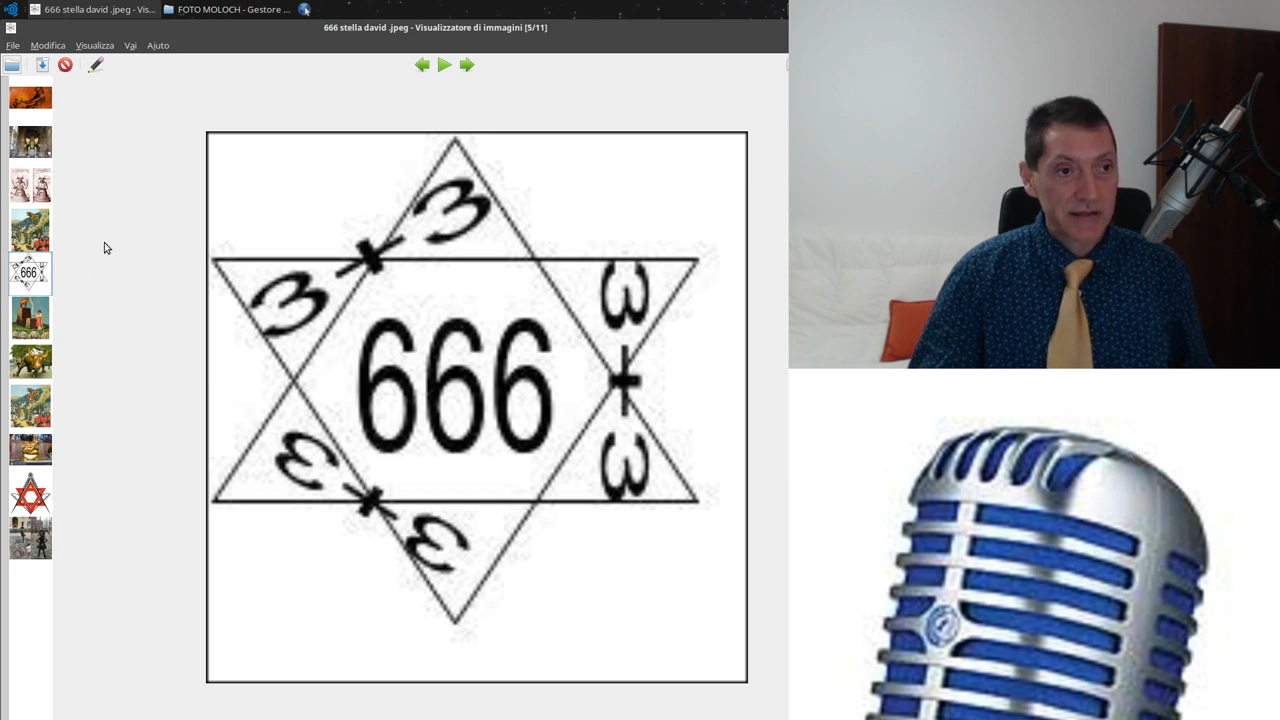 666 stella david .jpeg - Vis...
FOTO MOLOCH - Gestore ...
666 stella david .jpeg - Visualizzatore di immagini [5/11]
File Modifica Visualizza Vai Aiuto
3 + 3
3 + 3
666
3 + 3
666